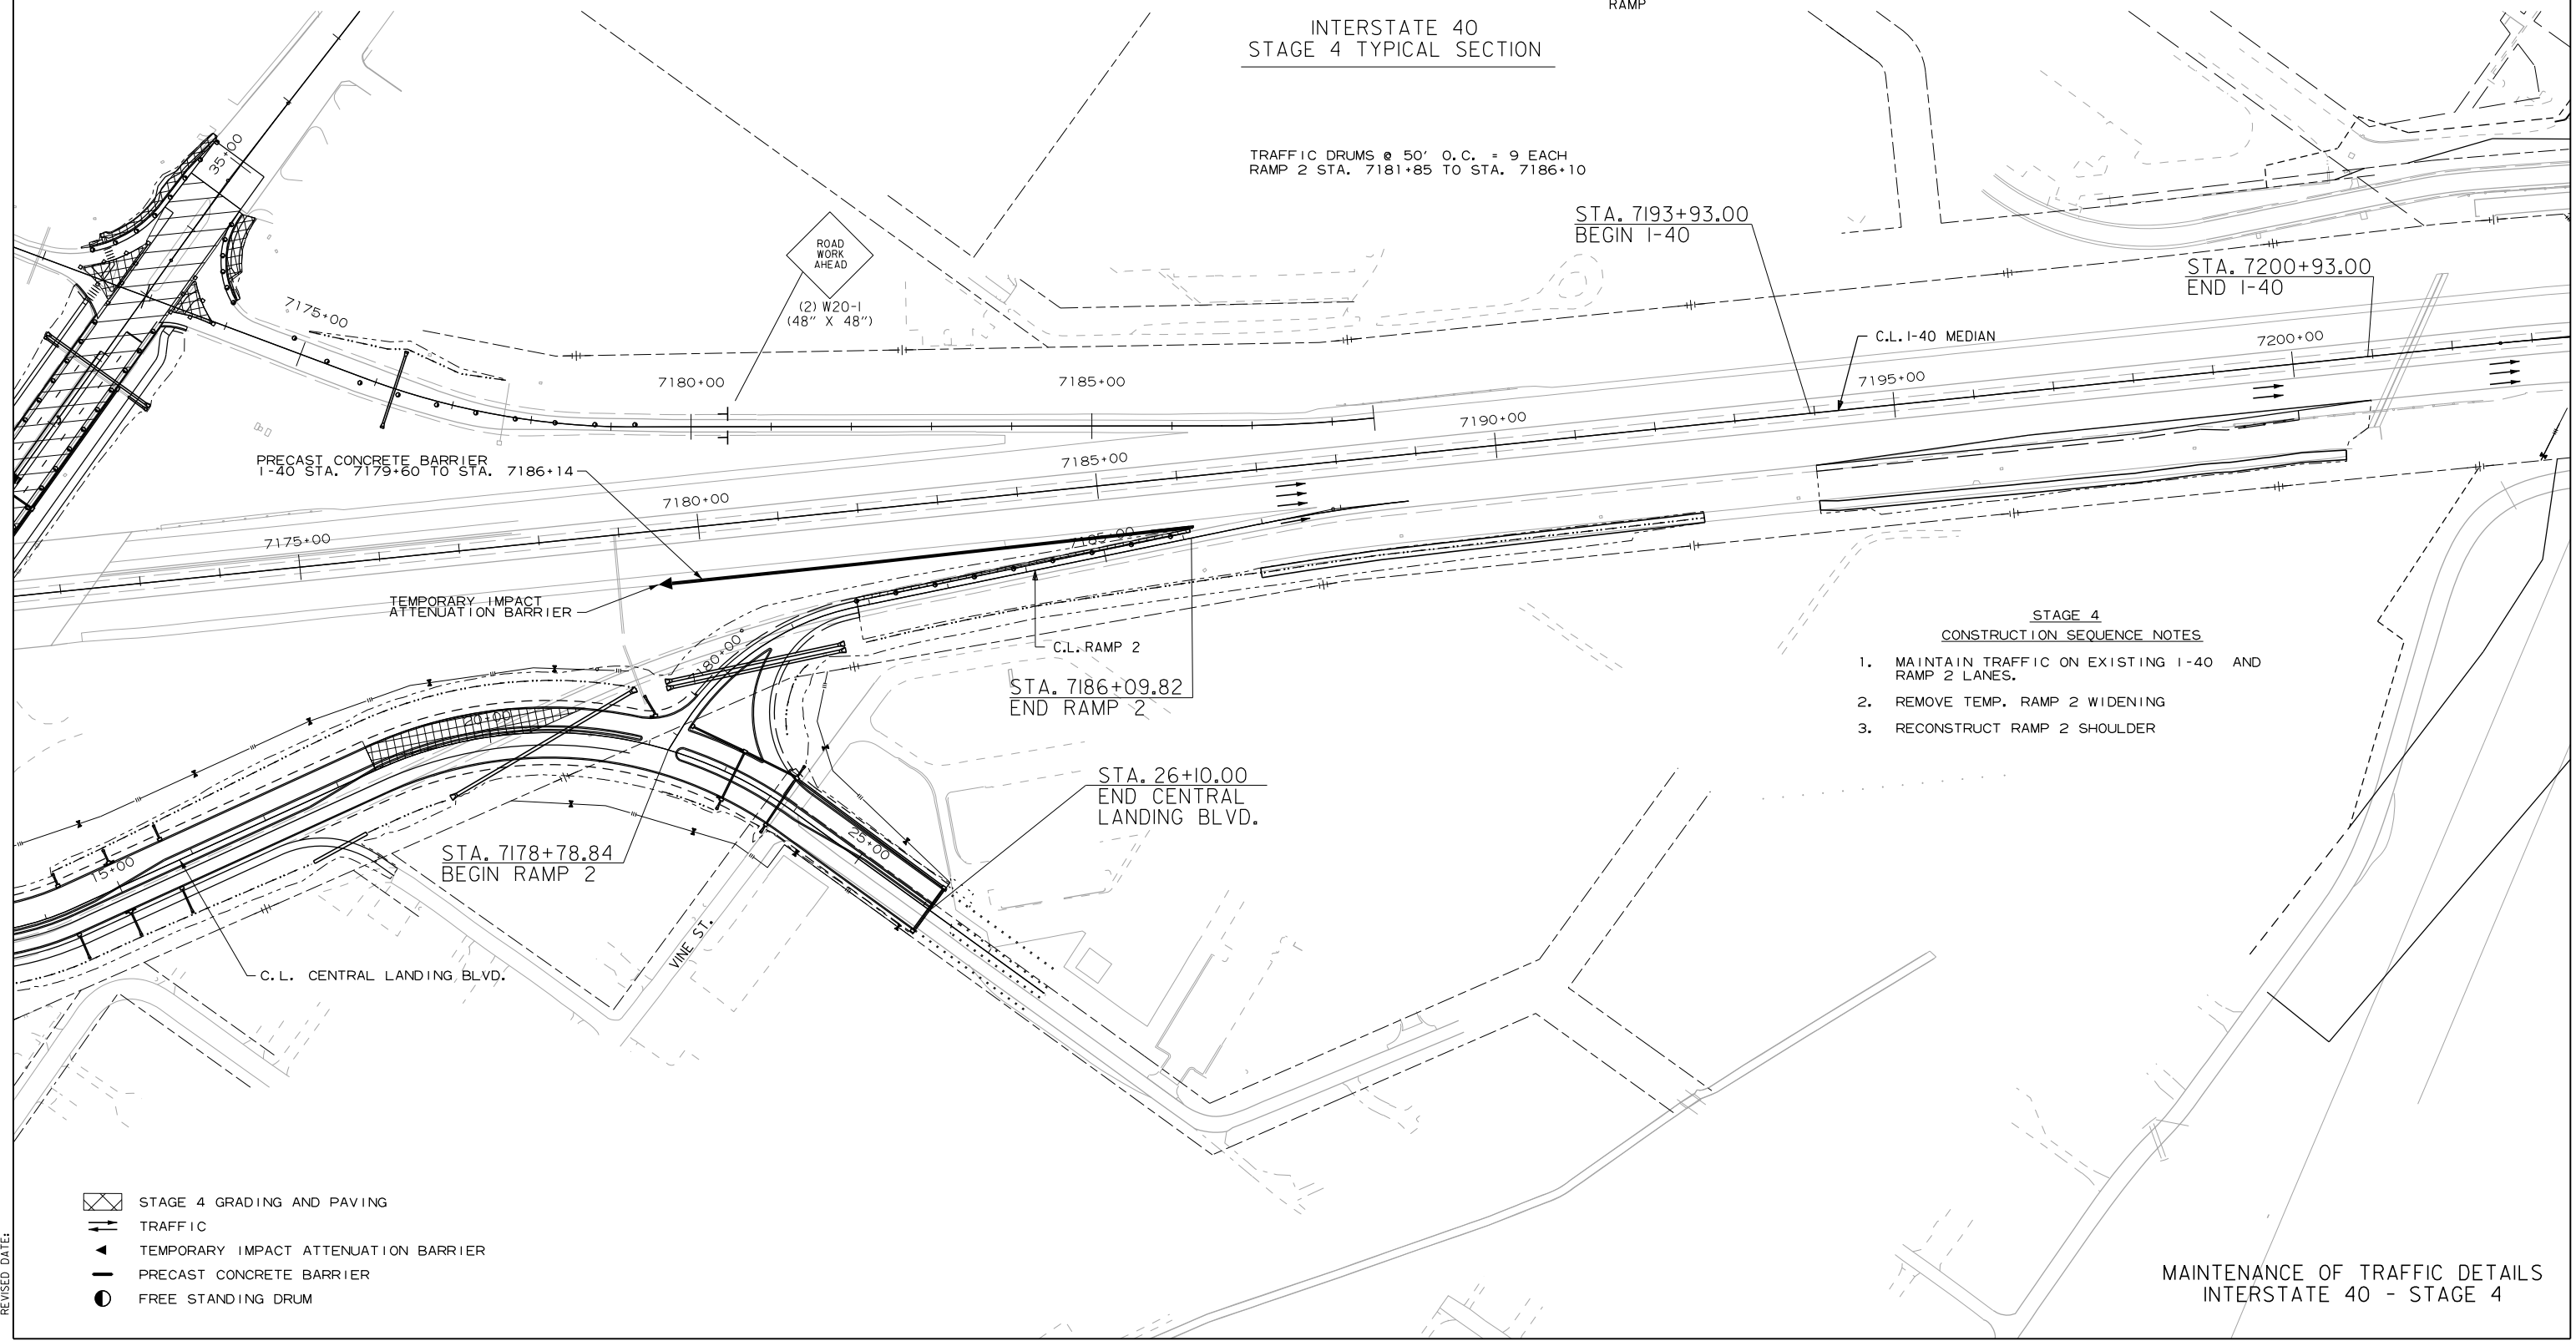 RAMP
INTERSTATE 40
STAGE 4 TYPICAL SECTION
TRAFFIC DRUMS @ 50' O.C. = 9 EACH
RAMP 2 STA. 7181+85 TO STA. 7186+10
35+00
ROAD
WORK
AHEAD
(2) W20-1
(48" X 48")
STA. 7193+93.00
BEGIN I-40
STA. 7200+93.00
END I-40
C.L. I-40 MEDIAN
7175+00
7180+00
7185+00
7190+00
7195+00
7200+00
PRECAST CONCRETE BARRIER
I-40 STA. 7179+60 TO STA. 7186+14
7175+00
7180+00
7185+00
7185+00
TEMPORARY IMPACT
ATTENUATION BARRIER
C.L. RAMP 2
7180+00
STA. 7186+09.82
END RAMP 2
STAGE 4
CONSTRUCTION SEQUENCE NOTES
1. MAINTAIN TRAFFIC ON EXISTING I-40 AND
RAMP 2 LANES.
2. REMOVE TEMP. RAMP 2 WIDENING
3. RECONSTRUCT RAMP 2 SHOULDER
20+00
STA. 26+10.00
END CENTRAL
LANDING BLVD.
25+00
STA. 7178+78.84
BEGIN RAMP 2
15+00
VINE ST.
C.L. CENTRAL LANDING BLVD.
STAGE 4 GRADING AND PAVING
TRAFFIC
TEMPORARY IMPACT ATTENUATION BARRIER
PRECAST CONCRETE BARRIER
FREE STANDING DRUM
REVISED DATE:
MAINTENANCE OF TRAFFIC DETAILS
INTERSTATE 40 - STAGE 4